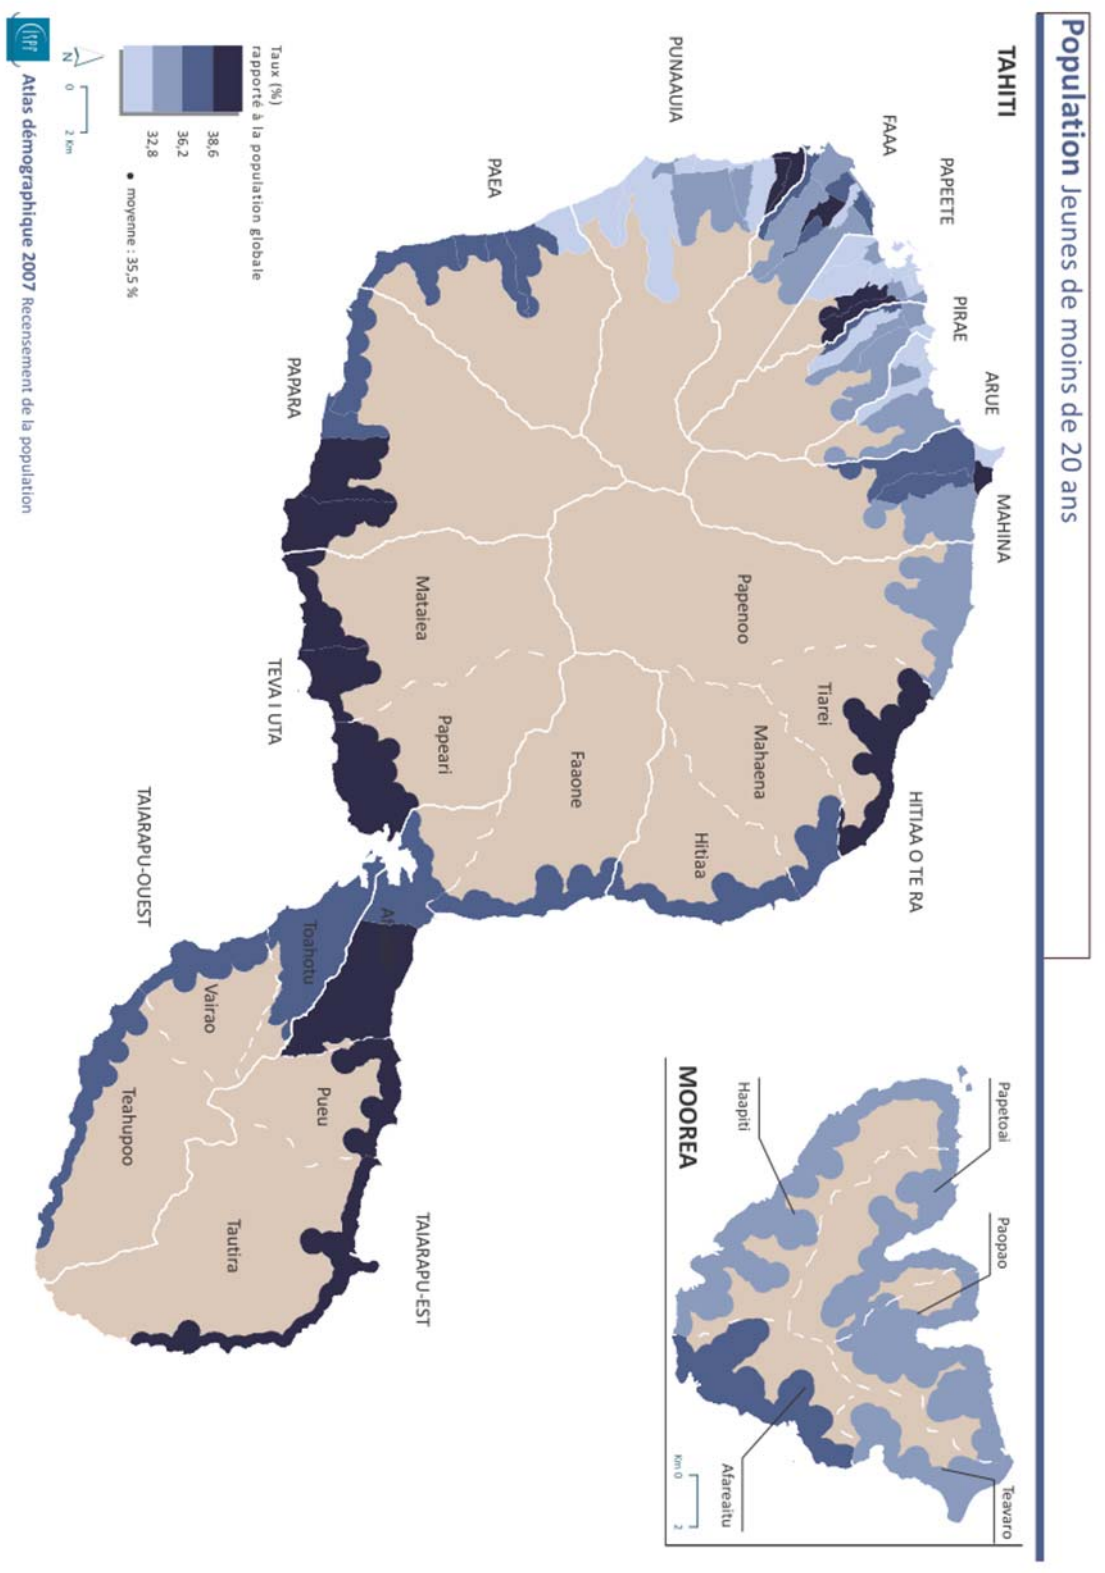 Population Jeunes de moins de 20 ans
TAHITI
FAAA
PAPEETE
PIRAE
ARUE
MAHINA
PUNAAUIA
PAEA
PAPARA
TEVA I UTA
HITIAA O TE RA
TAIARAPU-OUEST
TAIARAPU-EST
Papenoo
Tiarei
Mahaena
Hitiaa
Faaone
Mataiea
Papeari
Toahotu
Vairao
Teahupoo
Pueu
Tautira
MOOREA
Papetoai
Paopao
Haapiti
Afareaitu
Teavaro
Km 0 2
Taux (%)
rapporté à la population globale
38,6
36,2
32,8
• moyenne : 35,5 %
N
0 2 Km
ISPF
Atlas démographique 2007 Recensement de la population